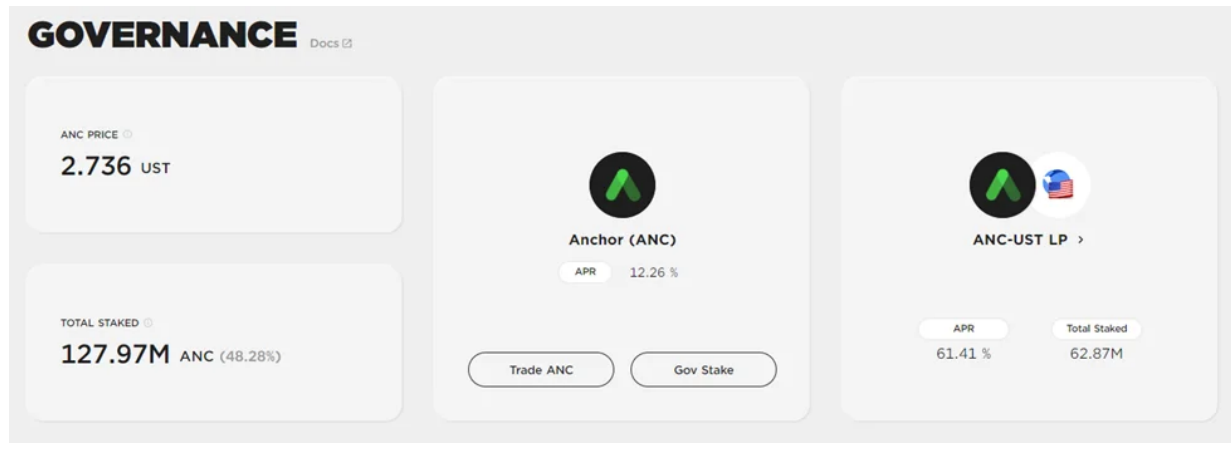 GOVERNANCE Docs
ANC PRICE
2.736 UST
TOTAL STAKED
127.97M ANC (48.28%)
Anchor (ANC)
APR 12.26 %
Trade ANC Gov Stake
ANC-UST LP >
APR Total Staked
61.41 % 62.87M